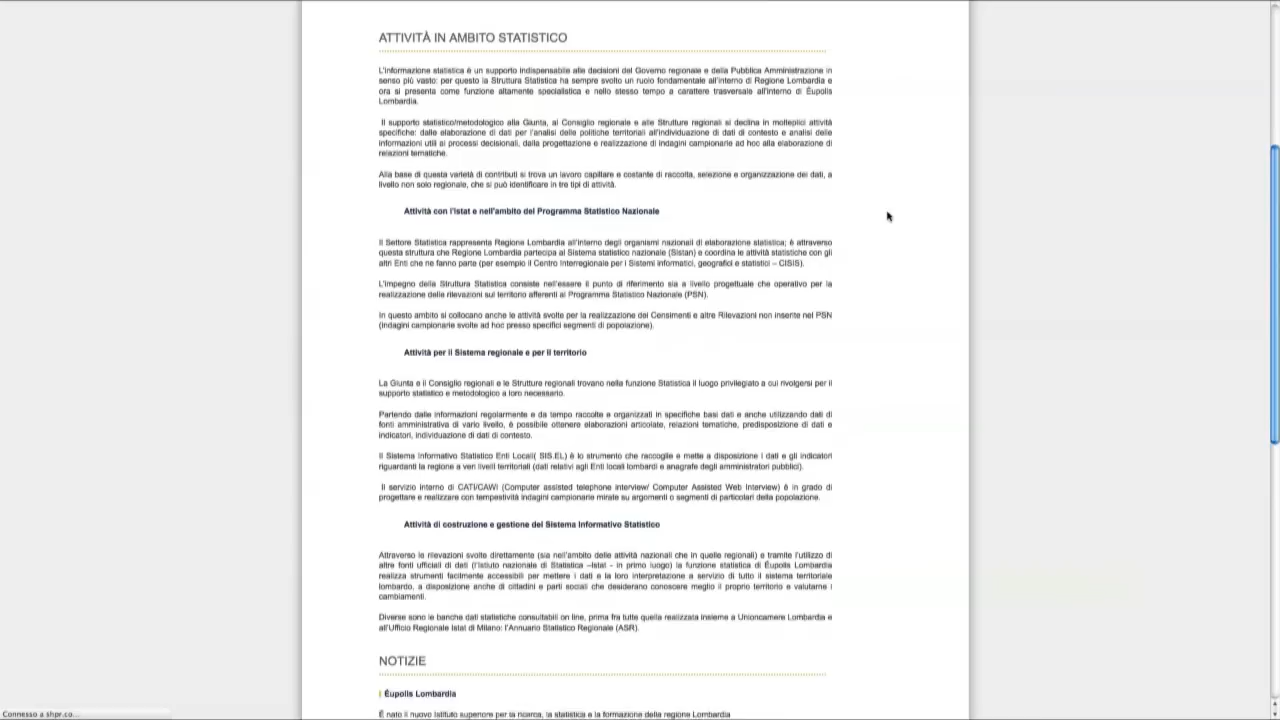 ATTIVITÀ IN AMBITO STATISTICO
L'informazione statistica è un supporto indispensabile alle decisioni del Governo regionale e della Pubblica Amministrazione in
senso più vasto: per questo la Struttura Statistica ha sempre svolto un ruolo fondamentale all'interno di Regione Lombardia e
ora si presenta come funzione altamente specialistica e nello stesso tempo a carattere trasversale all'interno di Éupolis
Lombardia.
Il supporto statistico/metodologico alla Giunta, al Consiglio regionale e alle Strutture regionali si declina in molteplici attività
specifiche: dalle elaborazione di dati per l'analisi delle politiche territoriali all'individuazione di dati di contesto e analisi delle
informazioni utili ai processi decisionali, dalla progettazione e realizzazione di indagini campionarie ad hoc alla elaborazione di
relazioni tematiche.
Alla base di questa varietà di contributi si trova un lavoro capillare e costante di raccolta, selezione e organizzazione dei dati, a
livello non solo regionale, che si può identificare in tre tipi di attività.
Attività con l'Istat e nell'ambito del Programma Statistico Nazionale
Il Settore Statistica rappresenta Regione Lombardia all'interno degli organismi nazionali di elaborazione statistica; è attraverso
questa struttura che Regione Lombardia partecipa al Sistema statistico nazionale (Sistan) e coordina le attività statistiche con gli
altri Enti che ne fanno parte (per esempio il Centro Interregionale per i Sistemi informatici, geografici e statistici – CISIS).
L'impegno della Struttura Statistica consiste nell'essere il punto di riferimento sia a livello progettuale che operativo per la
realizzazione delle rilevazioni sul territorio afferenti al Programma Statistico Nazionale (PSN).
In questo ambito si collocano anche le attività svolte per la realizzazione dei Censimenti e altre Rilevazioni non inserite nel PSN
(indagini campionarie svolte ad hoc presso specifici segmenti di popolazione).
Attività per il Sistema regionale e per il territorio
La Giunta e il Consiglio regionali e le Strutture regionali trovano nella funzione Statistica il luogo privilegiato a cui rivolgersi per il
supporto statistico e metodologico a loro necessario.
Partendo dalle informazioni regolarmente e da tempo raccolte e organizzati in specifiche basi dati e anche utilizzando dati di
fonti amministrativa di vario livello, è possibile ottenere elaborazioni articolate, relazioni tematiche, predisposizione di dati e
indicatori, individuazione di dati di contesto.
Il Sistema Informativo Statistico Enti Locali( SIS.EL) è lo strumento che raccoglie e mette a disposizione i dati e gli indicatori
riguardanti la regione a veri livelli territoriali (dati relativi agli Enti locali lombardi e anagrafe degli amministratori pubblici).
Il servizio interno di CATI/CAWI (Computer assisted telephone interview/ Computer Assisted Web Interview) è in grado di
progettare e realizzare con tempestività indagini campionarie mirate su argomenti o segmenti di particolari della popolazione.
Attività di costruzione e gestione del Sistema Informativo Statistico
Attraverso le rilevazioni svolte direttamente (sia nell'ambito delle attività nazionali che in quelle regionali) e tramite l'utilizzo di
altre fonti ufficiali di dati (l'Istituto nazionale di Statistica –Istat - in primo luogo) la funzione statistica di Éupolis Lombardia
realizza strumenti facilmente accessibili per mettere i dati e la loro interpretazione a servizio di tutto il sistema territoriale
lombardo, a disposizione anche di cittadini e parti sociali che desiderano conoscere meglio il proprio territorio e valutarne i
cambiamenti.
Diverse sono le banche dati statistiche consultabili on line, prima fra tutte quella realizzata insieme a Unioncamere Lombardia e
all'Ufficio Regionale Istat di Milano: l'Annuario Statistico Regionale (ASR).
NOTIZIE
Éupolis Lombardia
È nato il nuovo Istituto superiore per la ricerca, la statistica e la formazione della regione Lombardia
Connesso a shpr.co...